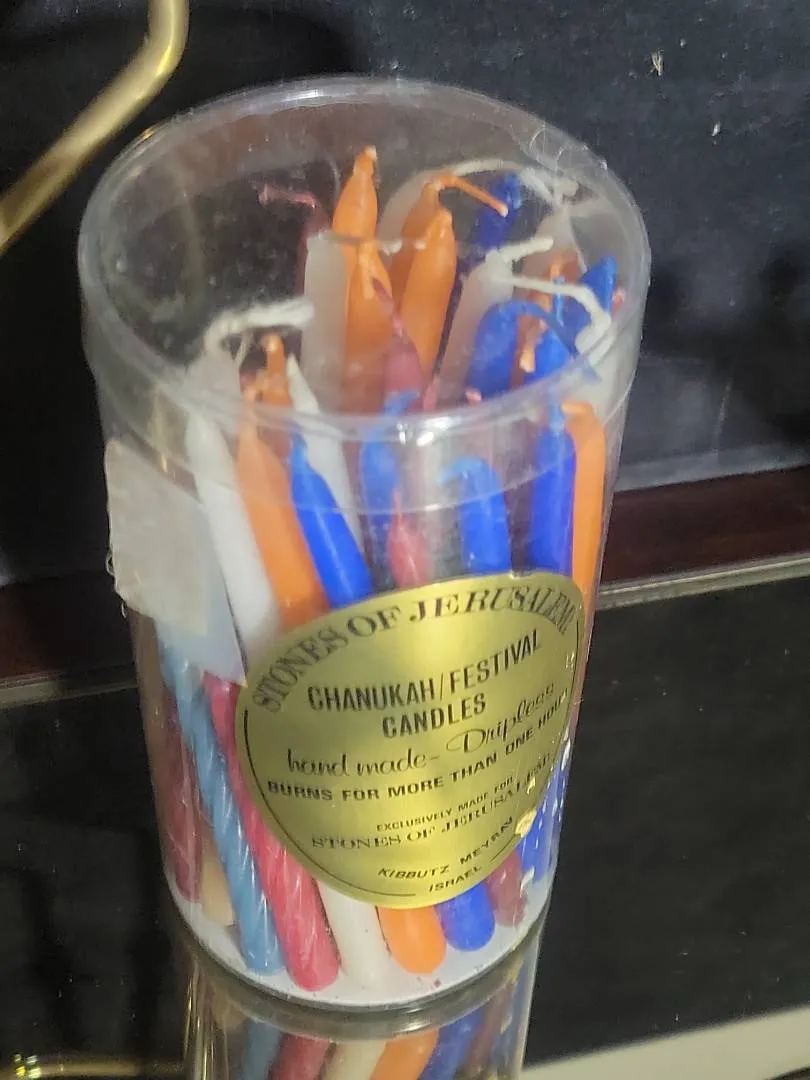 STONES OF JERUSALEM
CHANUKAH/FESTIVAL
CANDLES
hand made- Dripless
BURNS FOR MORE THAN ONE HOUR
EXCLUSIVELY MADE FOR
STONES OF JERUSALEM
KIBBUTZ MEYRAV
ISRAEL